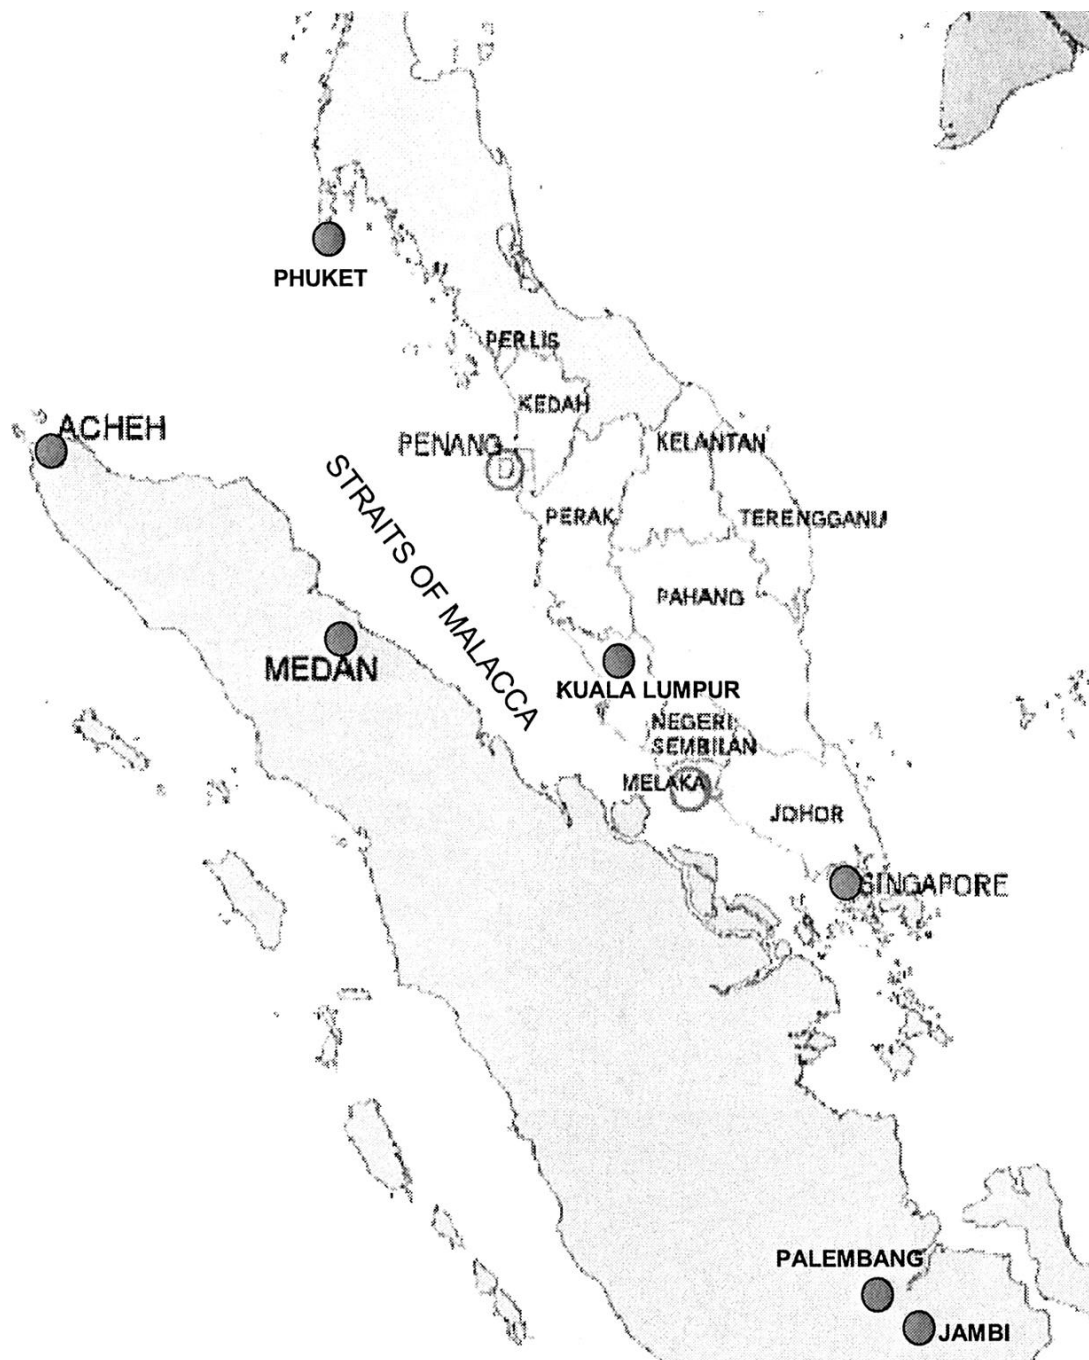 PHUKET
PERLIS
KEDAH
ACHEH
PENANG
KELANTAN
D
STRAITS OF MALACCA
PERAK
TERENGGANU
PAHANG
MEDAN
KUALA LUMPUR
NEGERI
SEMBILAN
MELAKA
JOHOR
SINGAPORE
PALEMBANG
JAMBI